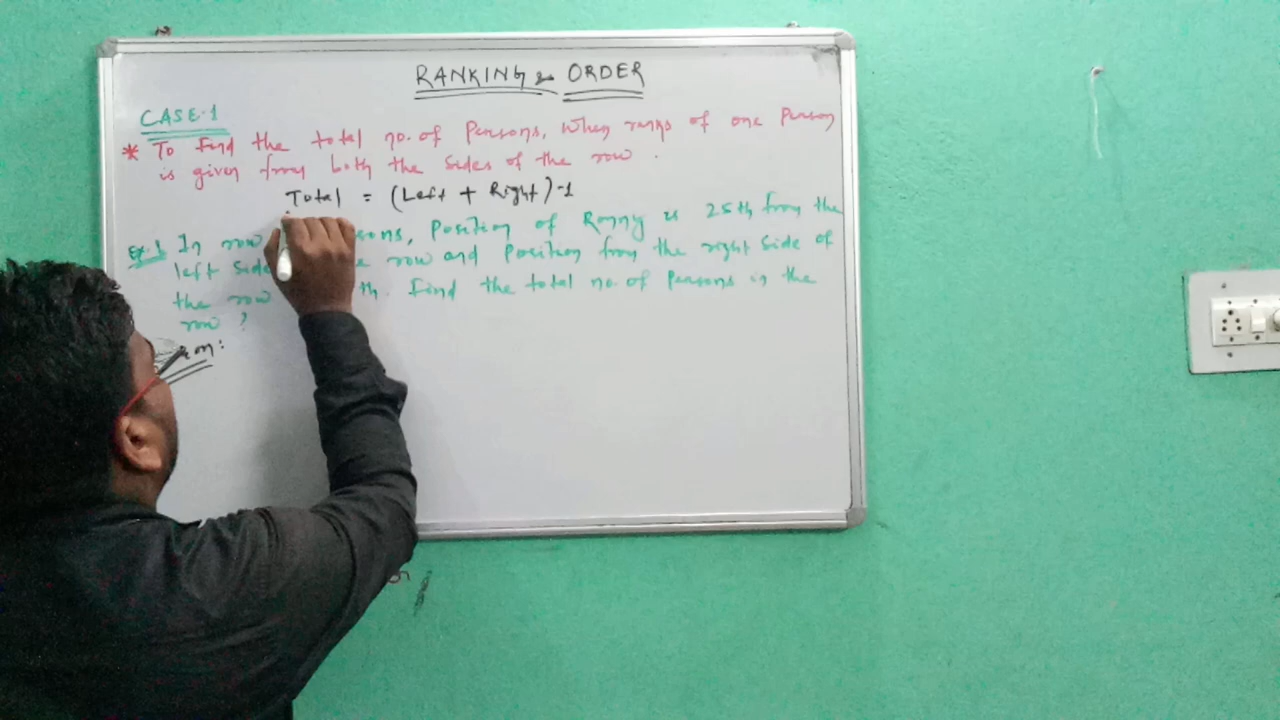 RANKING & ORDER
CASE-1
* To find the total no. of Persons, When ranks of one Person
is given from both the sides of the row.
Total = (Left + Right)-1
Ex-1 In row sons, Position of Ronny is 25th from the
left side e row and Position from the right side of
the row th. Find the total no. of Persons in the
row ?
on: